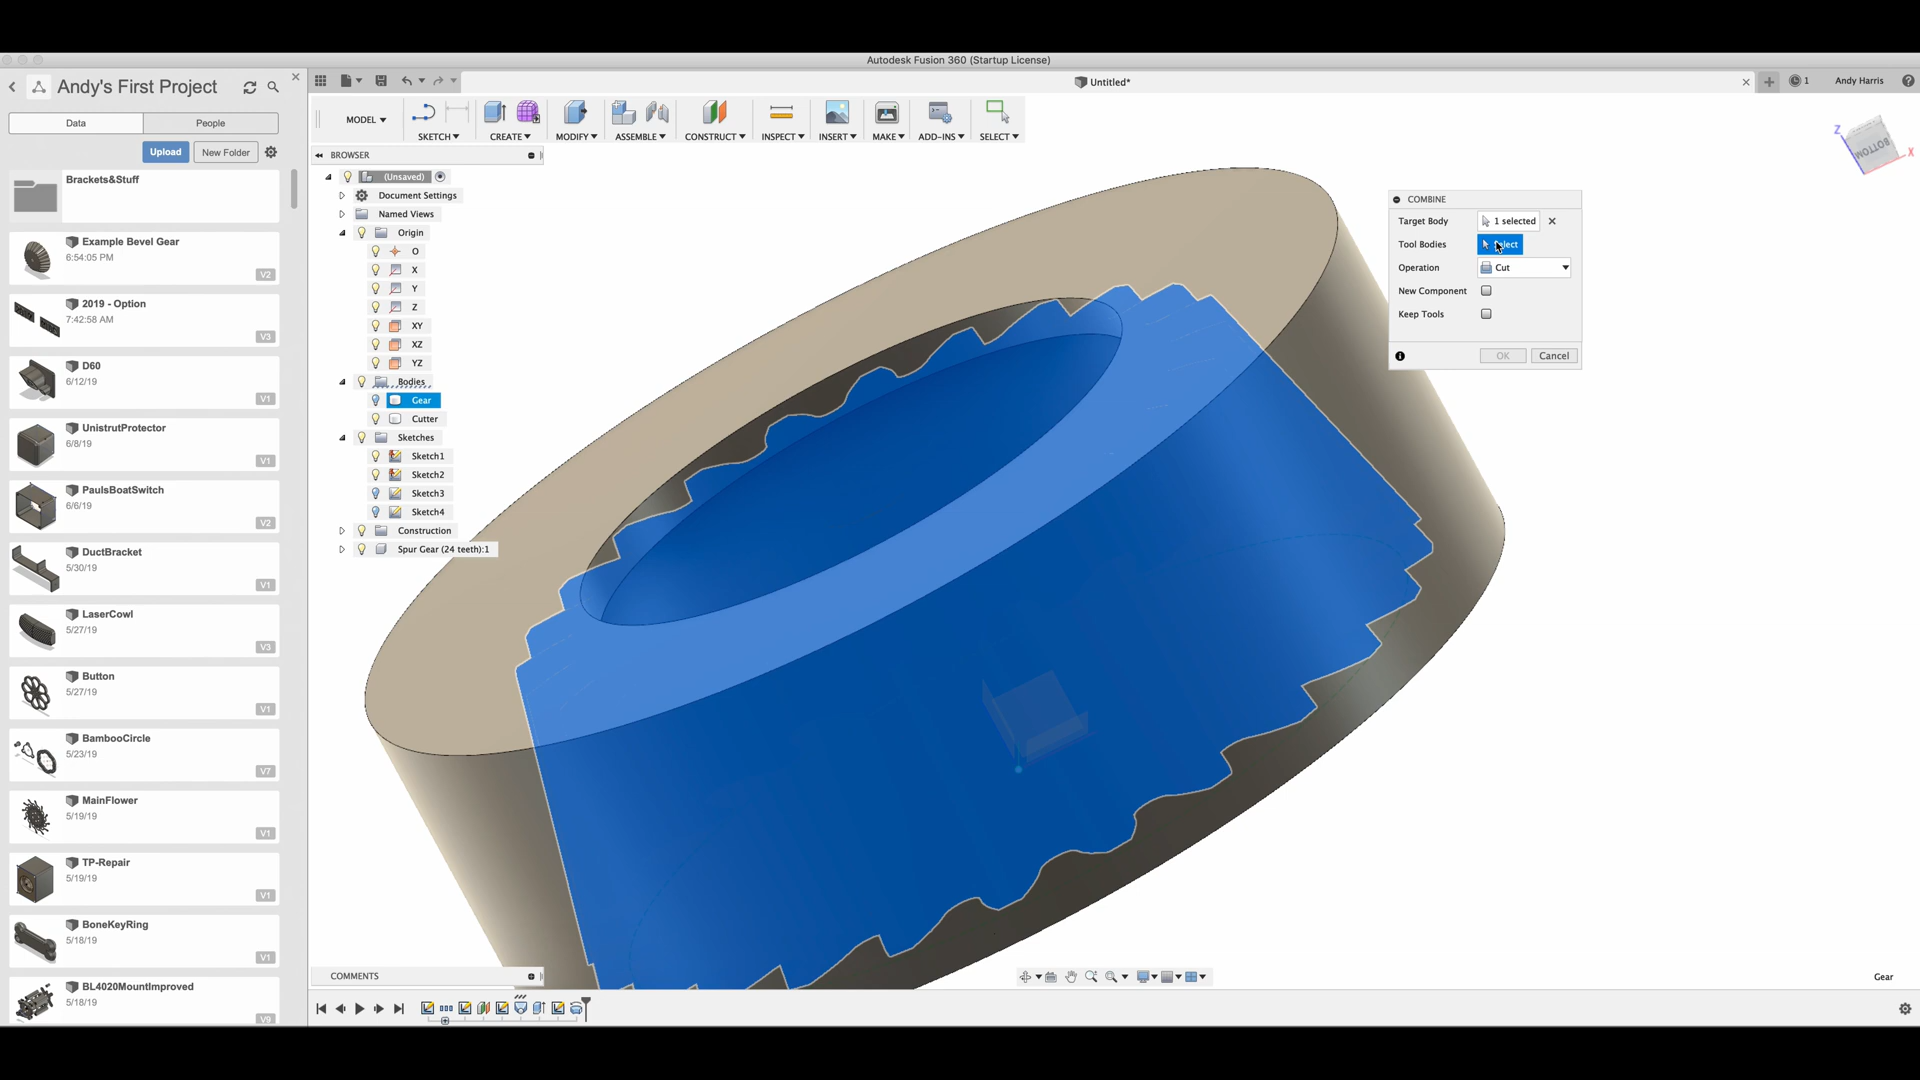 Autodesk Fusion 360 (Startup License)
Andy's First Project
Untitled*
1
Andy Harris
Data
People
Upload
New Folder
MODEL
SKETCH
CREATE
MODIFY
ASSEMBLE
CONSTRUCT
INSPECT
INSERT
MAKE
ADD-INS
SELECT
BROWSER
(Unsaved)
Document Settings
Named Views
Origin
O
X
Y
Z
XY
XZ
YZ
Bodies
Gear
Cutter
Sketches
Sketch1
Sketch2
Sketch3
Sketch4
Construction
Spur Gear (24 teeth):1
Brackets&Stuff
Example Bevel Gear
6:54:05 PM
V2
2019 - Option
7:42:58 AM
V3
D60
6/12/19
V1
UnistrutProtector
6/8/19
V1
PaulsBoatSwitch
6/6/19
V2
DuctBracket
5/30/19
V1
LaserCowl
5/27/19
V3
Button
5/27/19
V1
BambooCircle
5/23/19
V7
MainFlower
5/19/19
V1
TP-Repair
5/19/19
V1
BoneKeyRing
5/18/19
V1
BL4020MountImproved
5/18/19
V9
COMBINE
Target Body
1 selected
Tool Bodies
Operation
Cut
New Component
Keep Tools
OK
Cancel
Z
BOTTOM
X
COMMENTS
Gear